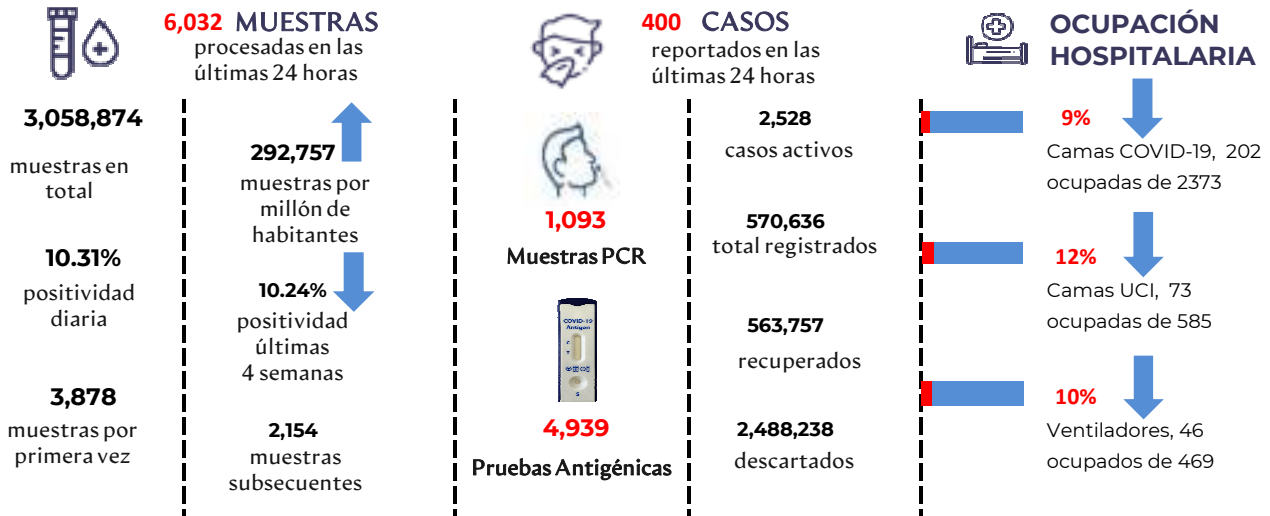 6,032 MUESTRAS
procesadas en las
últimas 24 horas
3,058,874
muestras en
total
10.31%
positividad
diaria
3,878
muestras por
primera vez
292,757
muestras por
millón de
habitantes
10.24%
positividad
últimas
4 semanas
2,154
muestras
subsecuentes
400 CASOS
reportados en las
últimas 24 horas
1,093
Muestras PCR
COVID-19
Antigen
C
T
S
4,939
Pruebas Antigénicas
2,528
casos activos
570,636
total registrados
563,757
recuperados
2,488,238
descartados
OCUPACIÓN
HOSPITALARIA
9%
Camas COVID-19, 202
ocupadas de 2373
12%
Camas UCI, 73
ocupadas de 585
10%
Ventiladores, 46
ocupados de 469